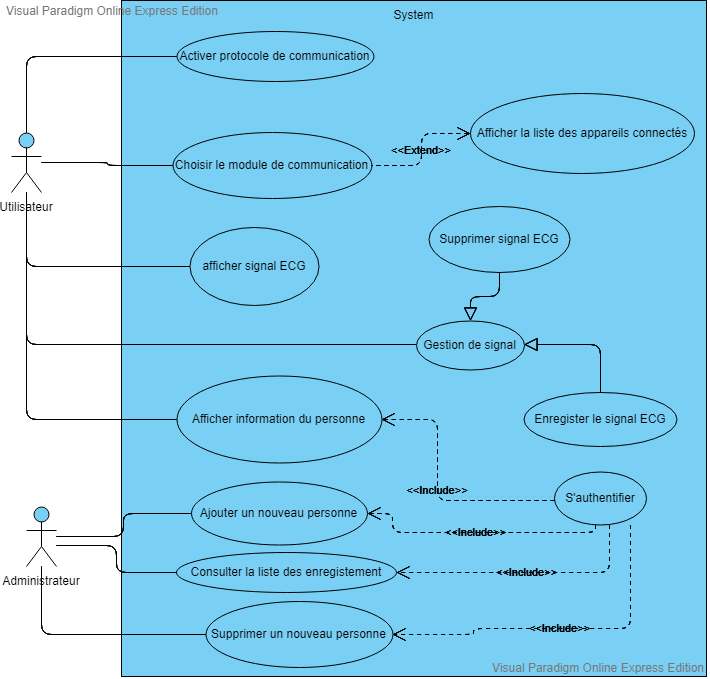 Visual Paradigm Online Express Edition
System
Activer protocole de communication
Afficher la liste des appareils connectés
<<Extend>>
Choisir le module de communication
Utilisateur
Supprimer signal ECG
afficher signal ECG
Gestion de signal
Afficher information du personne
Enregister le signal ECG
<<Include>>
S'authentifier
Ajouter un nouveau personne
<<Include>>
Consulter la liste des enregistement
<<Include>>
Administrateur
Supprimer un nouveau personne
<<Include>>
Visual Paradigm Online Express Edition